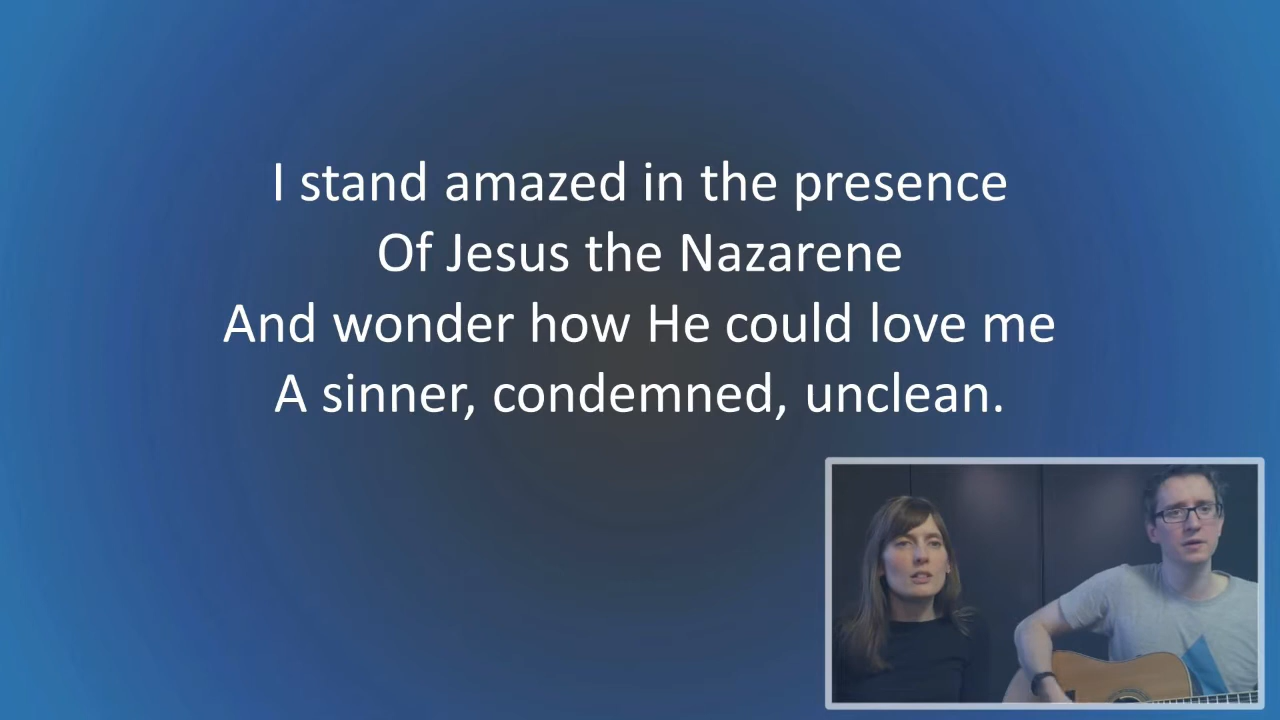 I stand amazed in the presence
Of Jesus the Nazarene
And wonder how He could love me
A sinner, condemned, unclean.